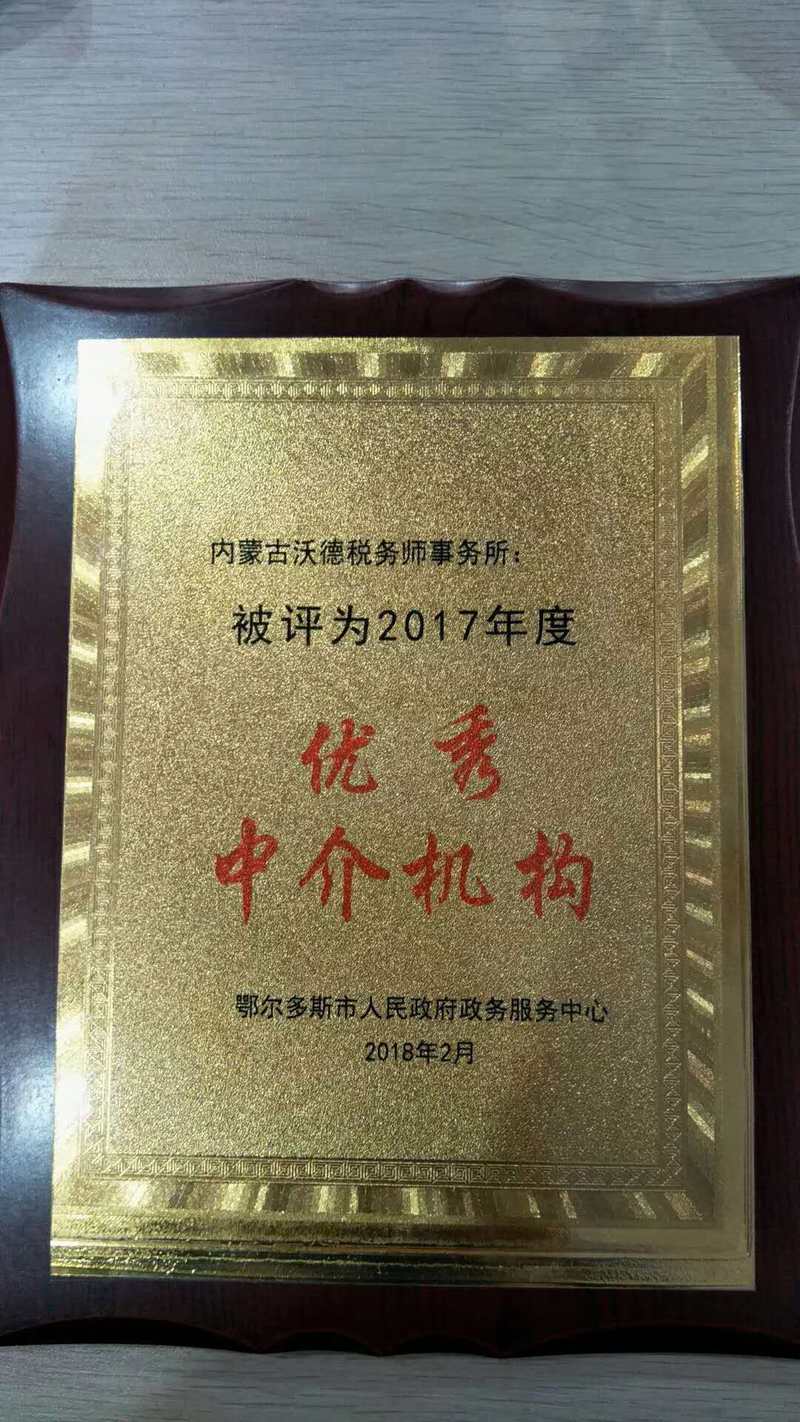 内蒙古沃德税务师事务所：
被评为2017年度
优秀
中介机构
鄂尔多斯市人民政府政务服务中心
2018年2月